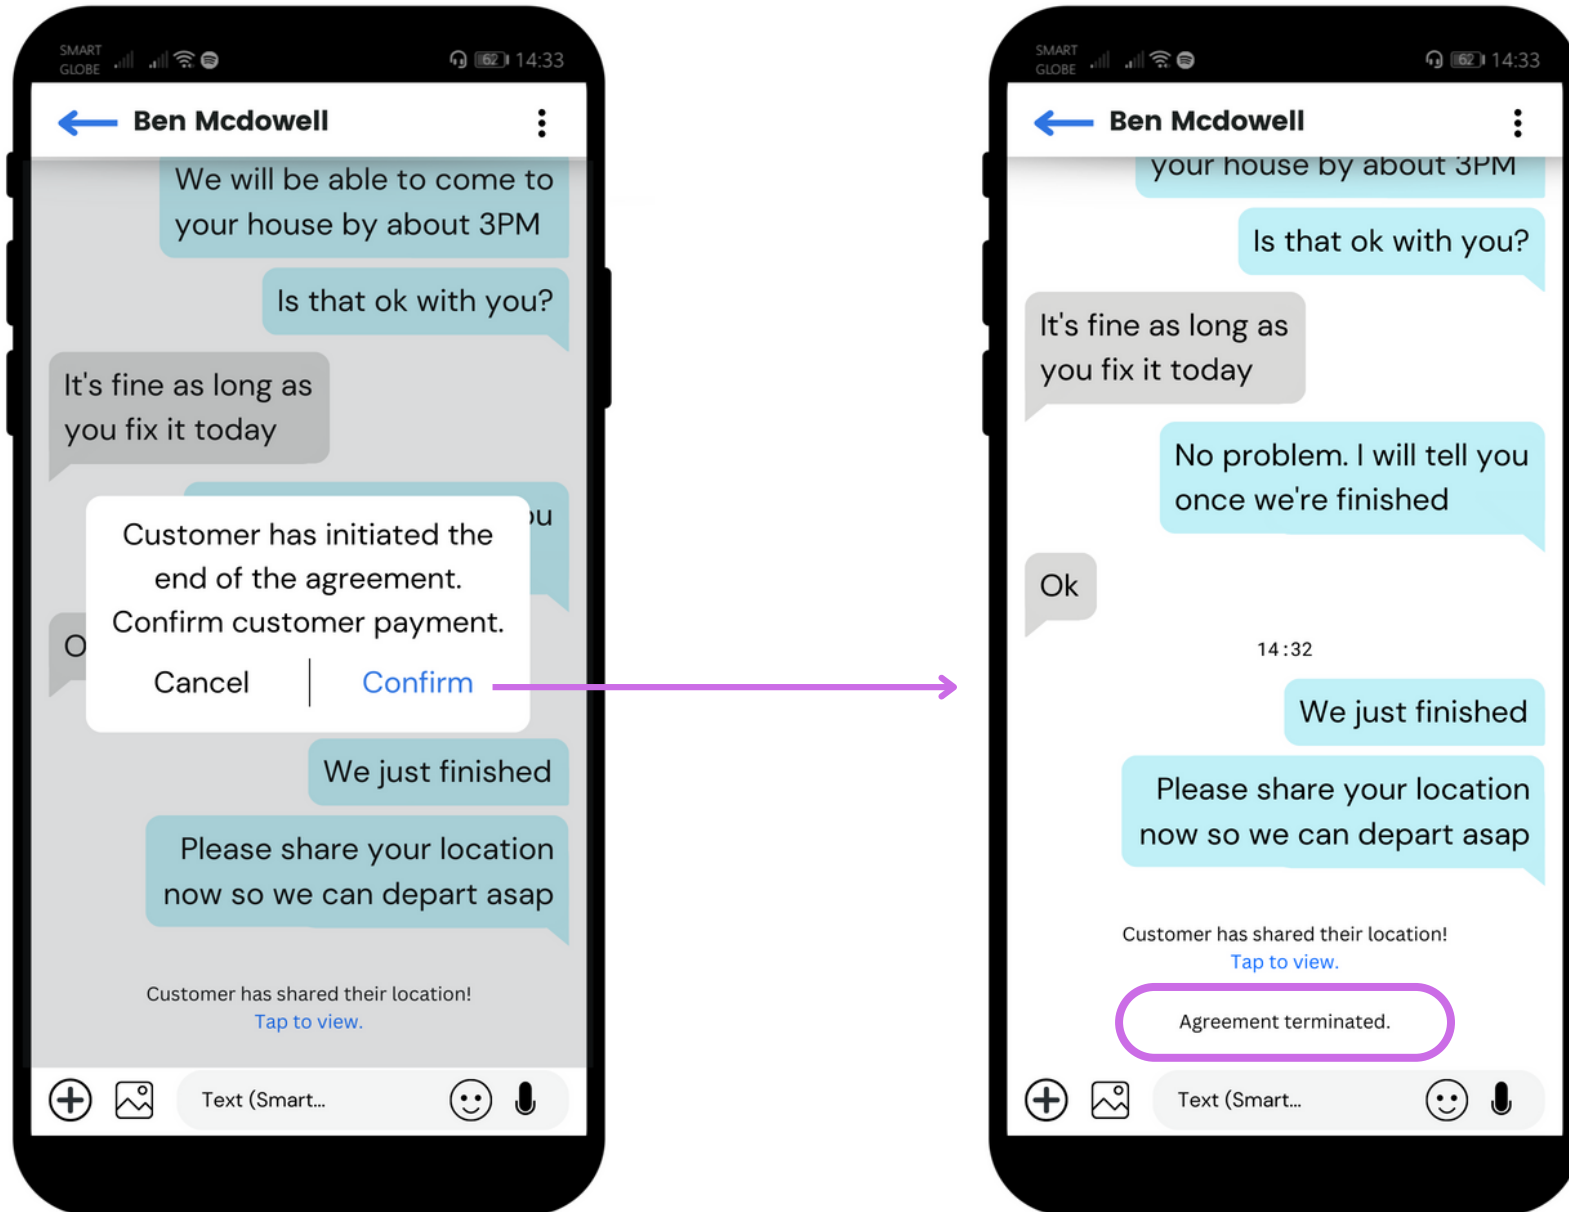 SMART
GLOBE
62 14:33
Ben Mcdowell
We will be able to come to
your house by about 3PM
Is that ok with you?
It's fine as long as
you fix it today
ou
Customer has initiated the
end of the agreement.
Confirm customer payment.
O
Cancel
Confirm
We just finished
Please share your location
now so we can depart asap
Customer has shared their location!
Tap to view.
Text (Smart...
SMART
GLOBE
62 14:33
Ben Mcdowell
your house by about 3PM
Is that ok with you?
It's fine as long as
you fix it today
No problem. I will tell you
once we're finished
Ok
14:32
We just finished
Please share your location
now so we can depart asap
Customer has shared their location!
Tap to view.
Agreement terminated.
Text (Smart...